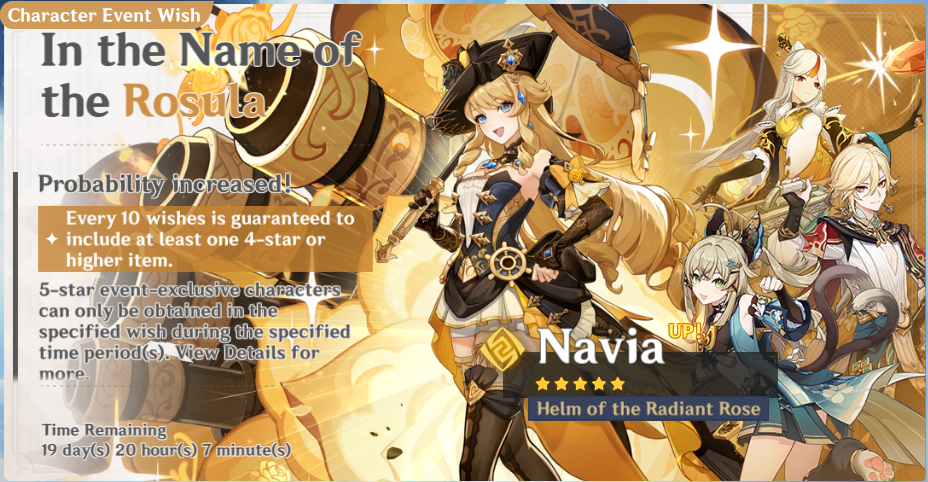 Character Event Wish
In the Name of
the Rosula
Probability increased!
Every 10 wishes is guaranteed to
include at least one 4-star or
higher item.
5-star event-exclusive characters
can only be obtained in the
specified wish during the specified
time period(s). View Details for
more.
Time Remaining
19 day(s) 20 hour(s) 7 minute(s)
Navia
UP!
Helm of the Radiant Rose